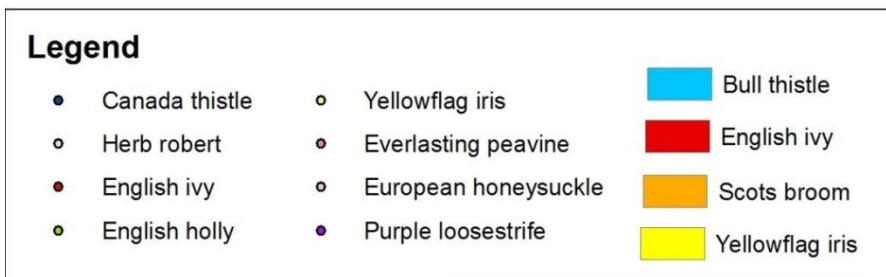 Legend
Canada thistle
Herb robert
English ivy
English holly
Yellowflag iris
Everlasting peavine
European honeysuckle
Purple loosestrife
Bull thistle
English ivy
Scots broom
Yellowflag iris